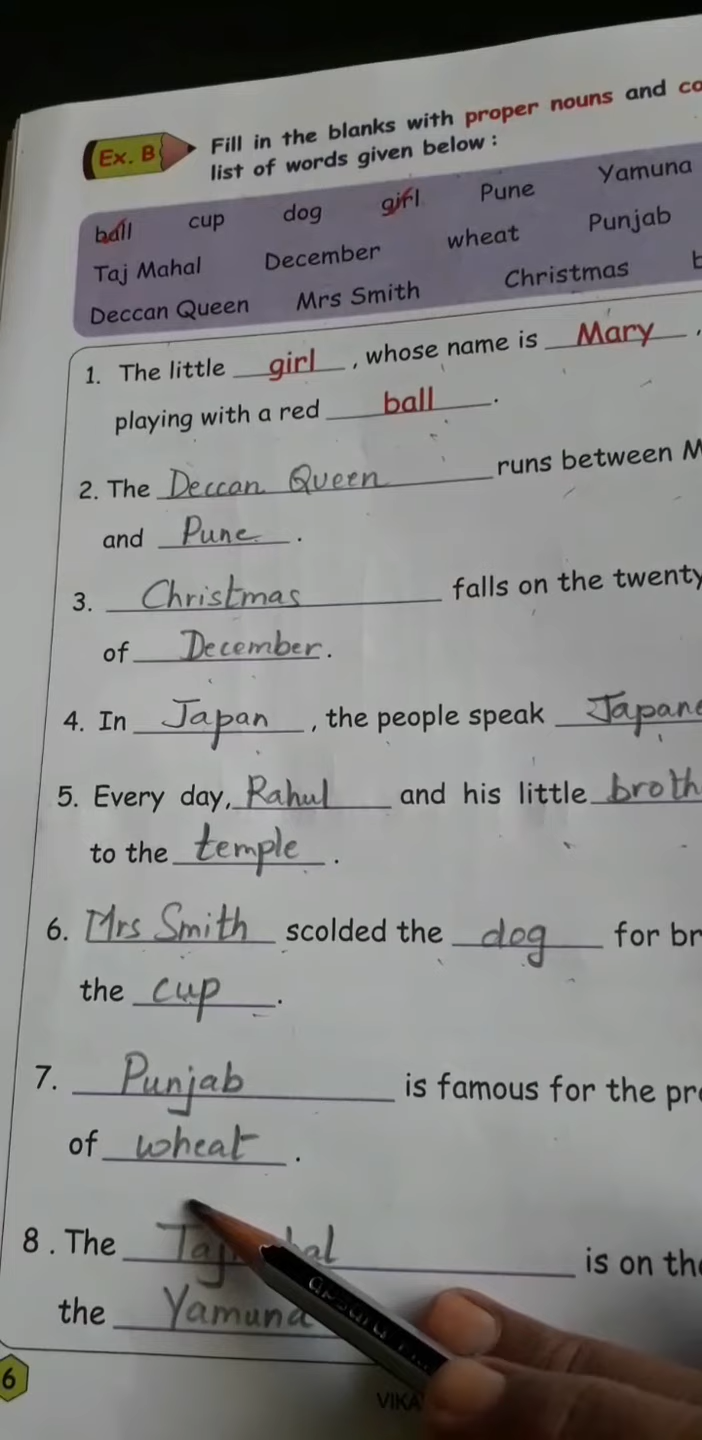 Ex. B Fill in the blanks with proper nouns and co
list of words given below :
ball cup dog girl Pune Yamuna
Taj Mahal December wheat Punjab
Deccan Queen Mrs Smith Christmas
1. The little girl, whose name is Mary,
playing with a red ball.
2. The Deccan Queen runs between M
and Pune.
3. Christmas falls on the twenty
of December.
4. In Japan, the people speak Japane
5. Every day, Rahul and his little broth
to the temple.
6. Mrs Smith scolded the dog for br
the cup.
7. Punjab is famous for the pr
of wheat.
8. The Taj hal is on th
the Yamuna
6
VIKA